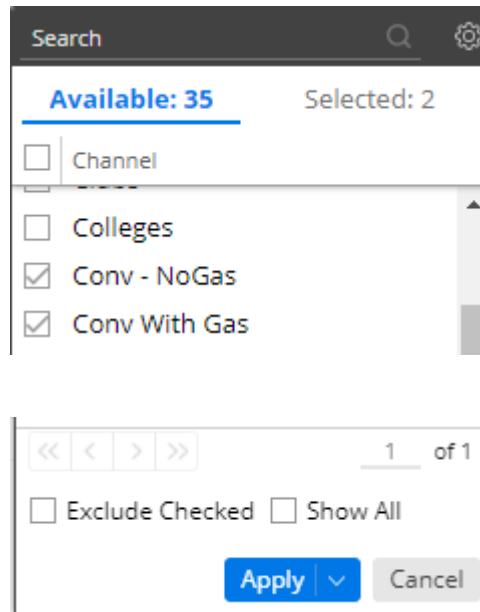 Search
Available: 35 Selected: 2
Channel
Colleges
Conv - NoGas
Conv With Gas
<< < > >> 1 of 1
Exclude Checked Show All
Apply Cancel